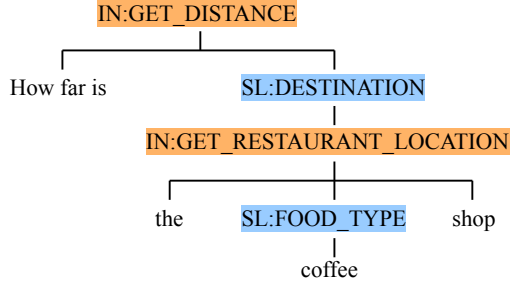 IN:GET_DISTANCE
How far is SL:DESTINATION
IN:GET_RESTAURANT_LOCATION
the SL:FOOD_TYPE shop
coffee